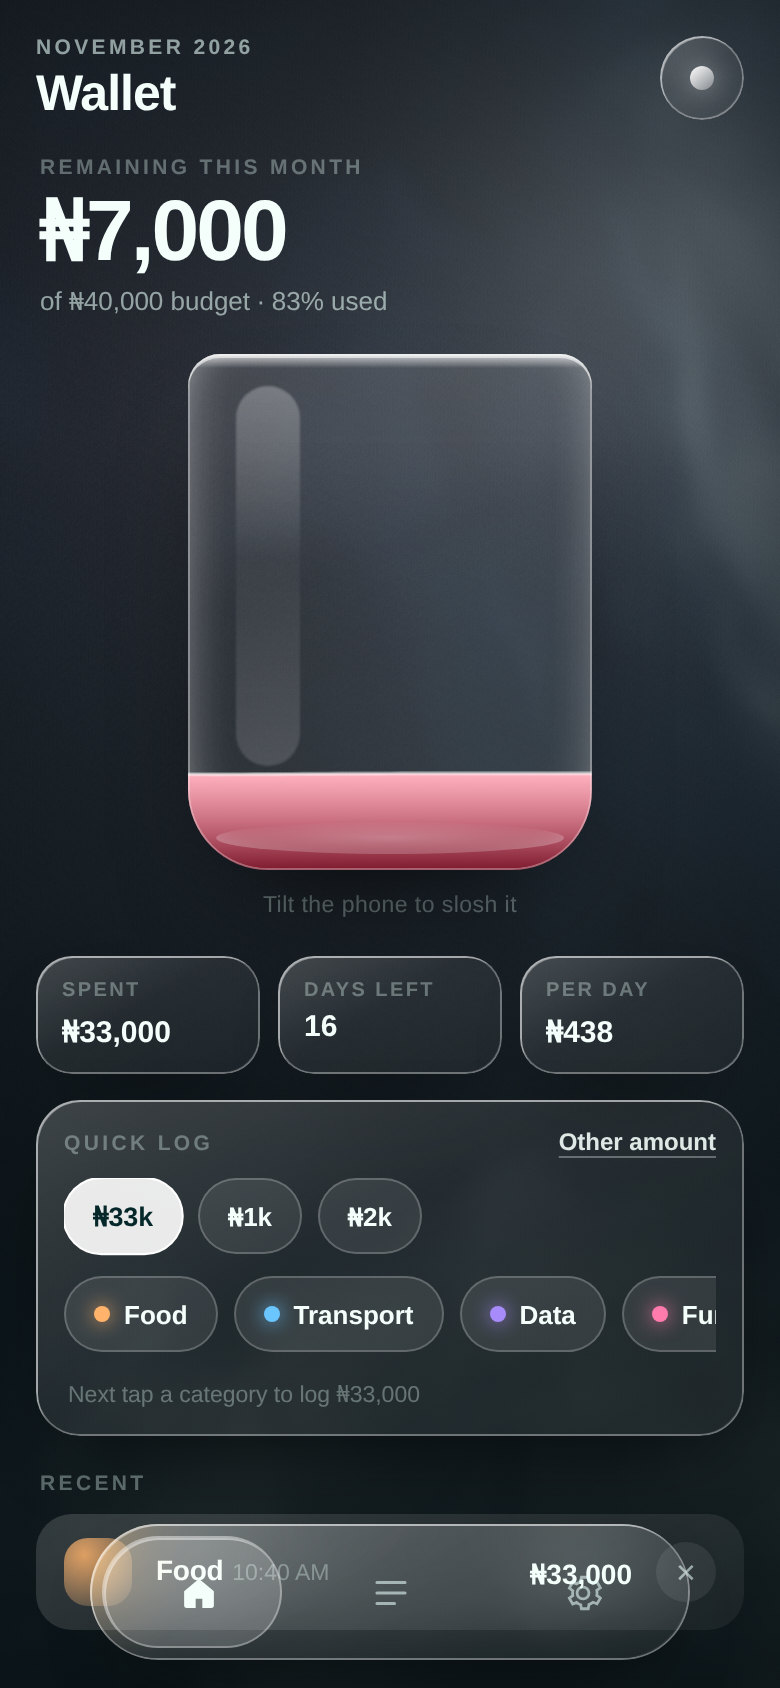 NOVEMBER 2026
Wallet
REMAINING THIS MONTH
₦7,000
of ₦40,000 budget · 83% used
Tilt the phone to slosh it
SPENT
₦33,000
DAYS LEFT
16
PER DAY
₦438
QUICK LOG
Other amount
₦33k
₦1k
₦2k
Food
Transport
Data
Fu
Next tap a category to log ₦33,000
RECENT
Food 10:40 AM
₦33,000